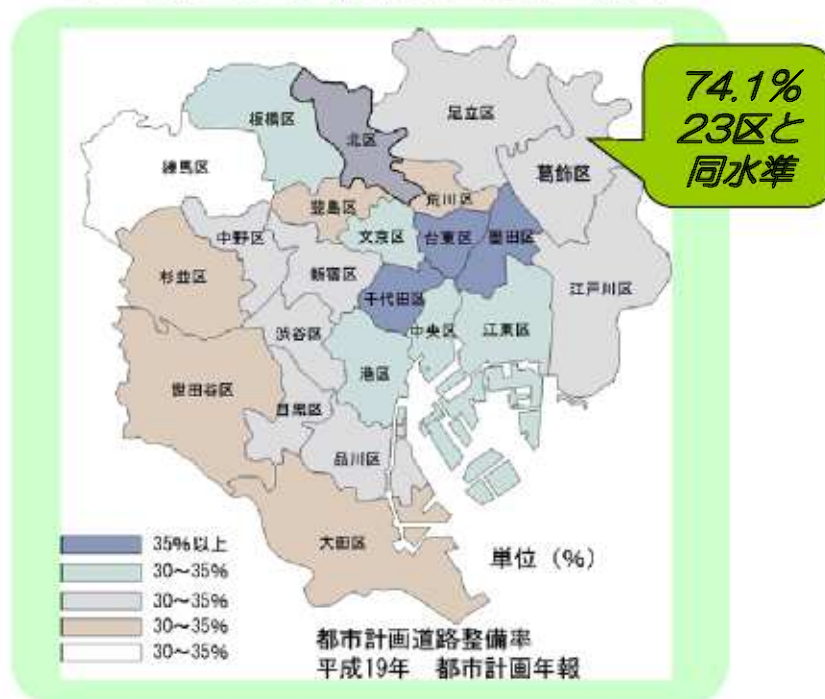 74.1%
23区と
同水準
足立区
板橋区
北区
葛飾区
練馬区
荒川区
豊島区
文京区
台東区
墨田区
中野区
杉並区
新宿区
江戸川区
千代田区
渋谷区
中央区
江東区
港区
世田谷区
目黒区
品川区
大田区
35%以上
30～35%
30～35%
30～35%
30～35%
単位（%）
都市計画道路整備率
平成19年　都市計画年報